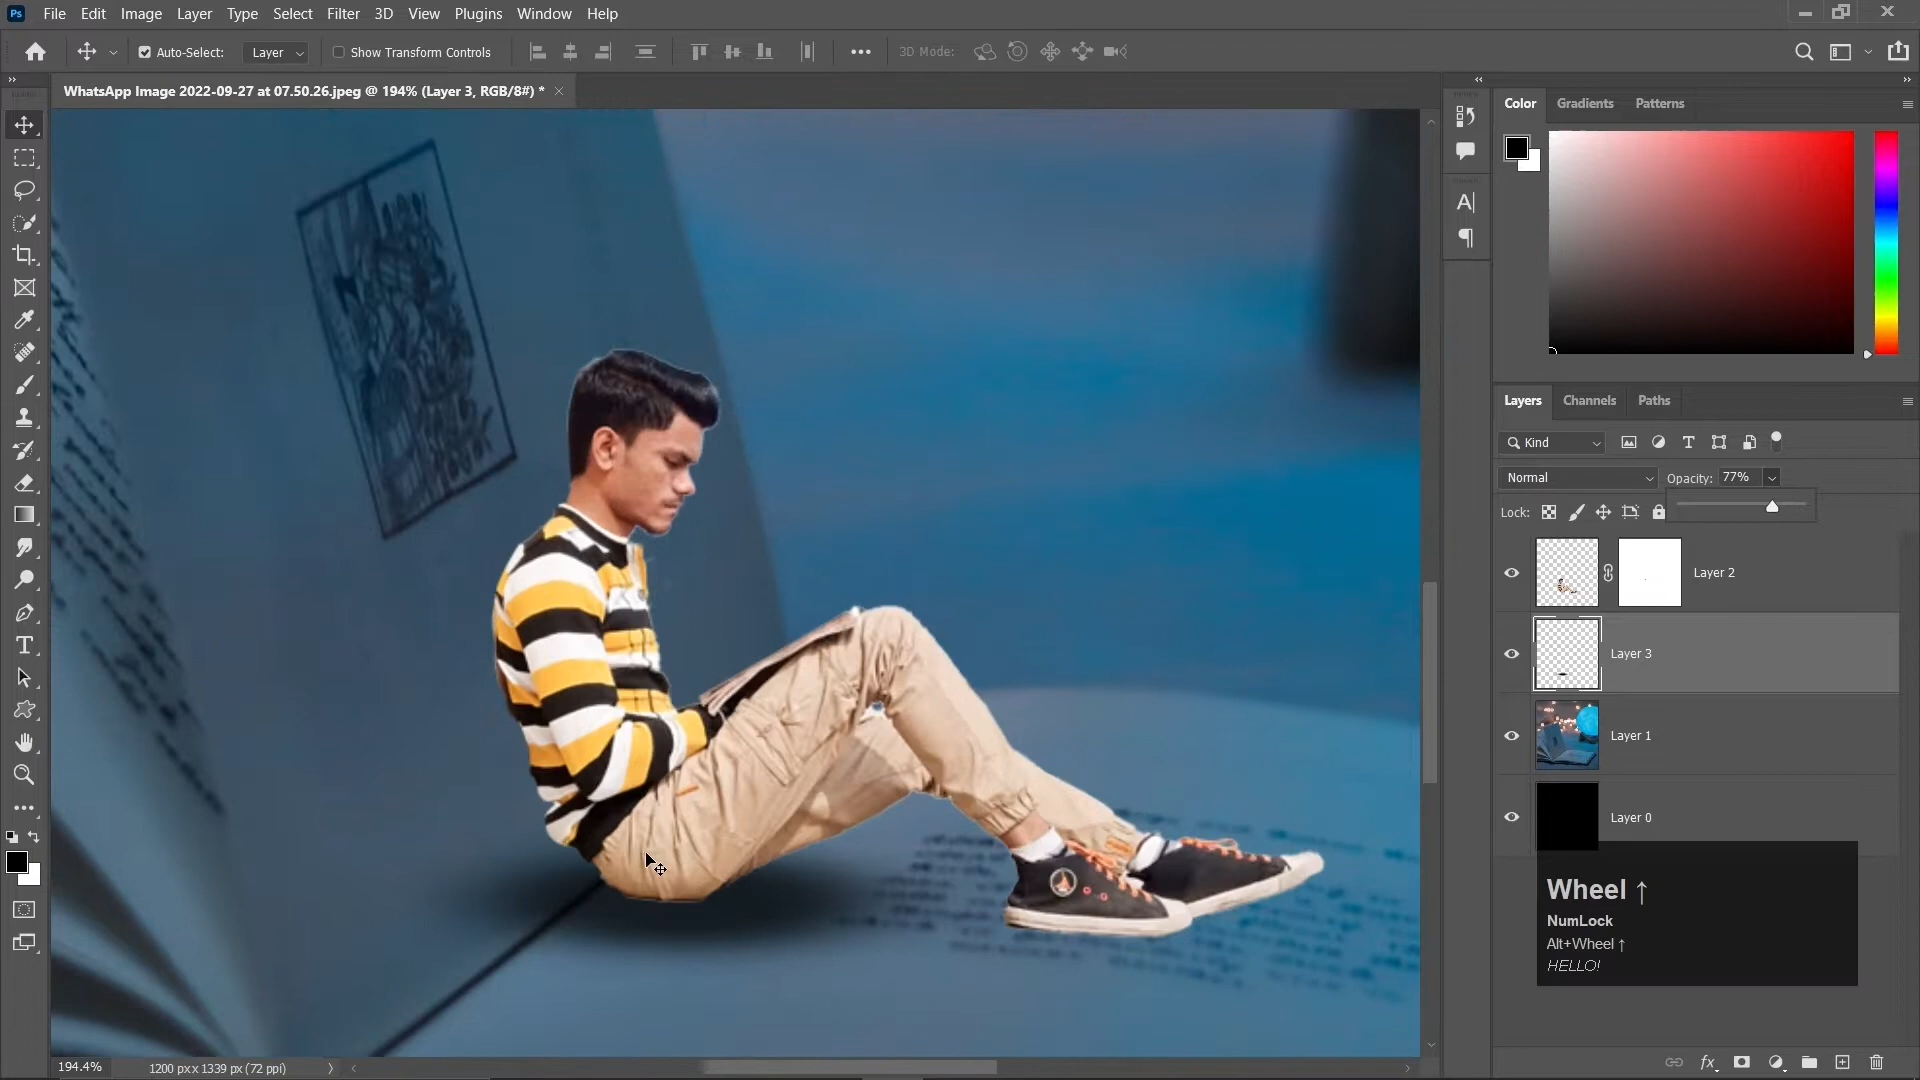 Ps File Edit Image Layer Type Select Filter 3D View Plugins Window Help
Auto-Select: Layer Show Transform Controls 3D Mode:
WhatsApp Image 2022-09-27 at 07.50.26.jpeg @ 194% (Layer 3, RGB/8#) *
Color Gradients Patterns
Layers Channels Paths
Kind
Normal Opacity: 77%
Lock:
Layer 2
Layer 3
Layer 1
Layer 0
Wheel ↑
NumLock
Alt+Wheel ↑
HELLO!
194.4% 1200 px x 1339 px (72 ppi)